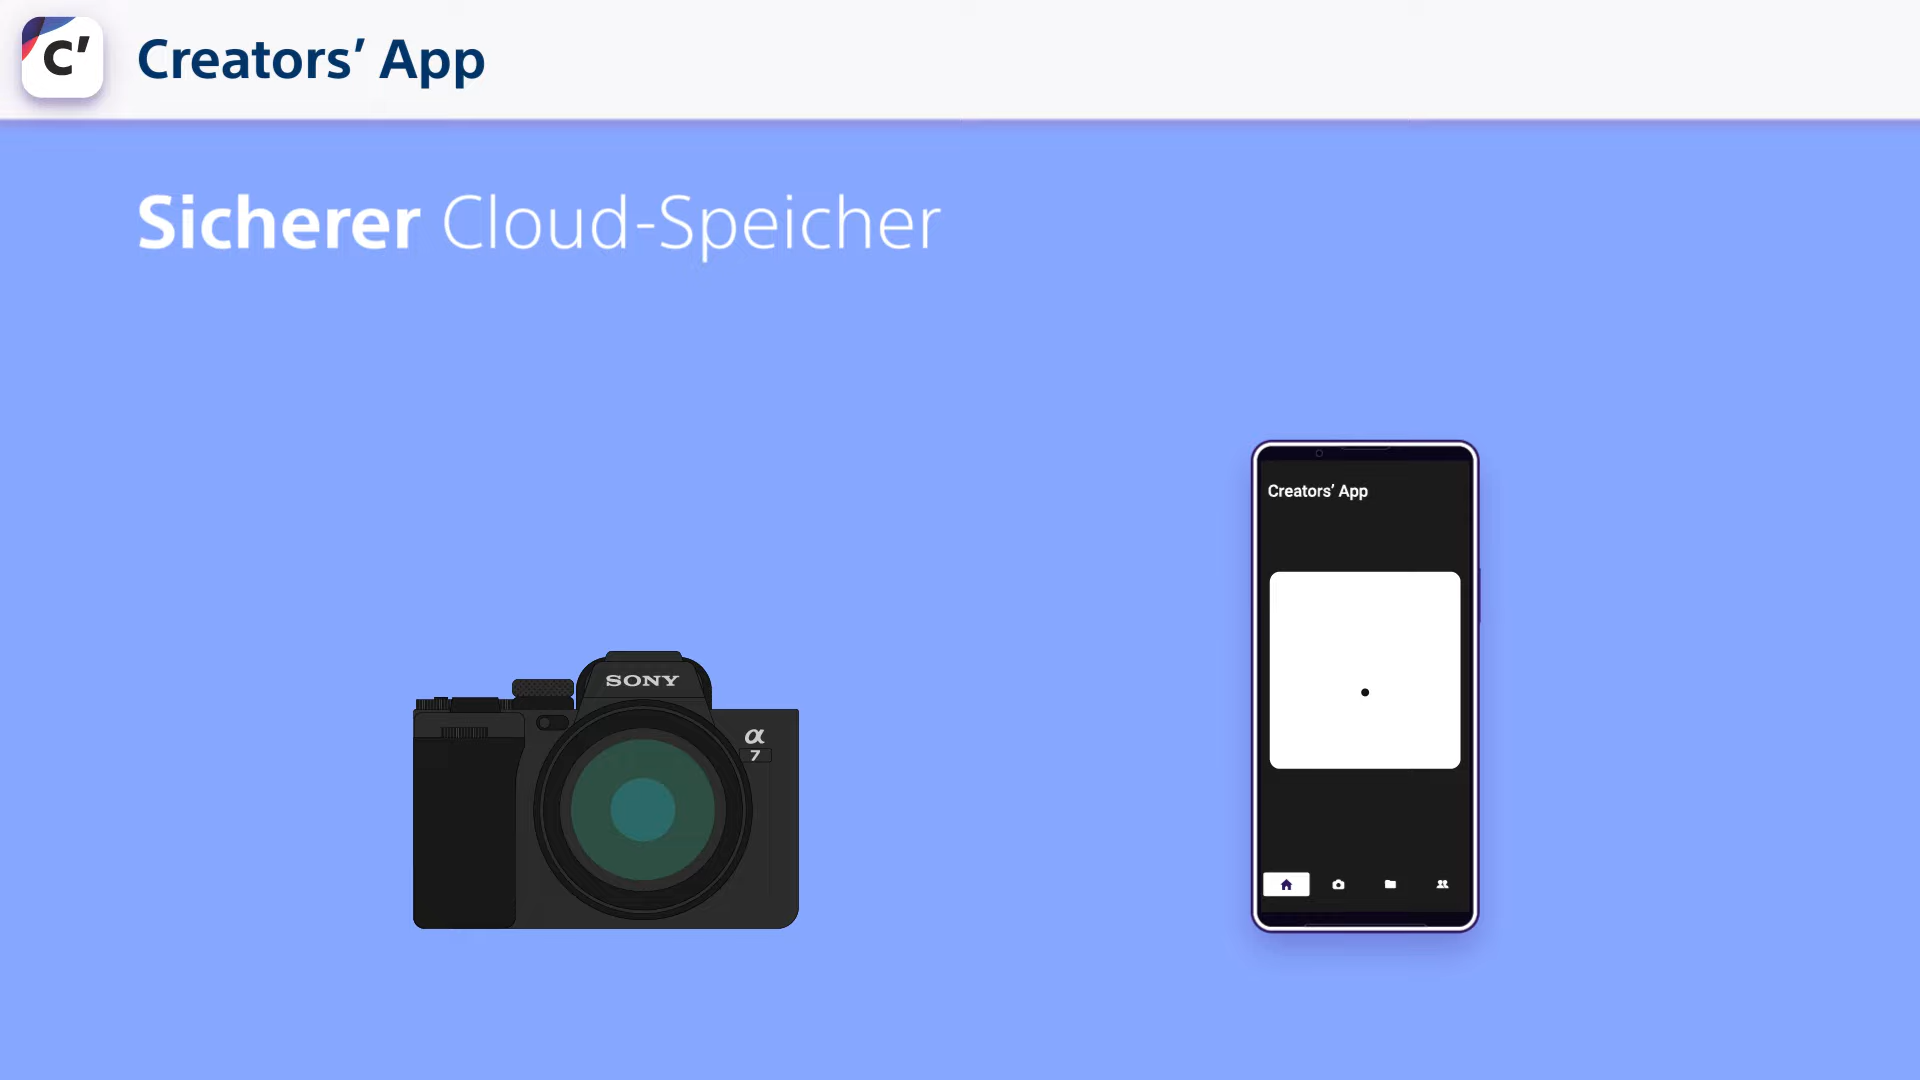 C' Creators’ App
Sicherer Cloud-Speicher
Creators’ App
SONY
α
7